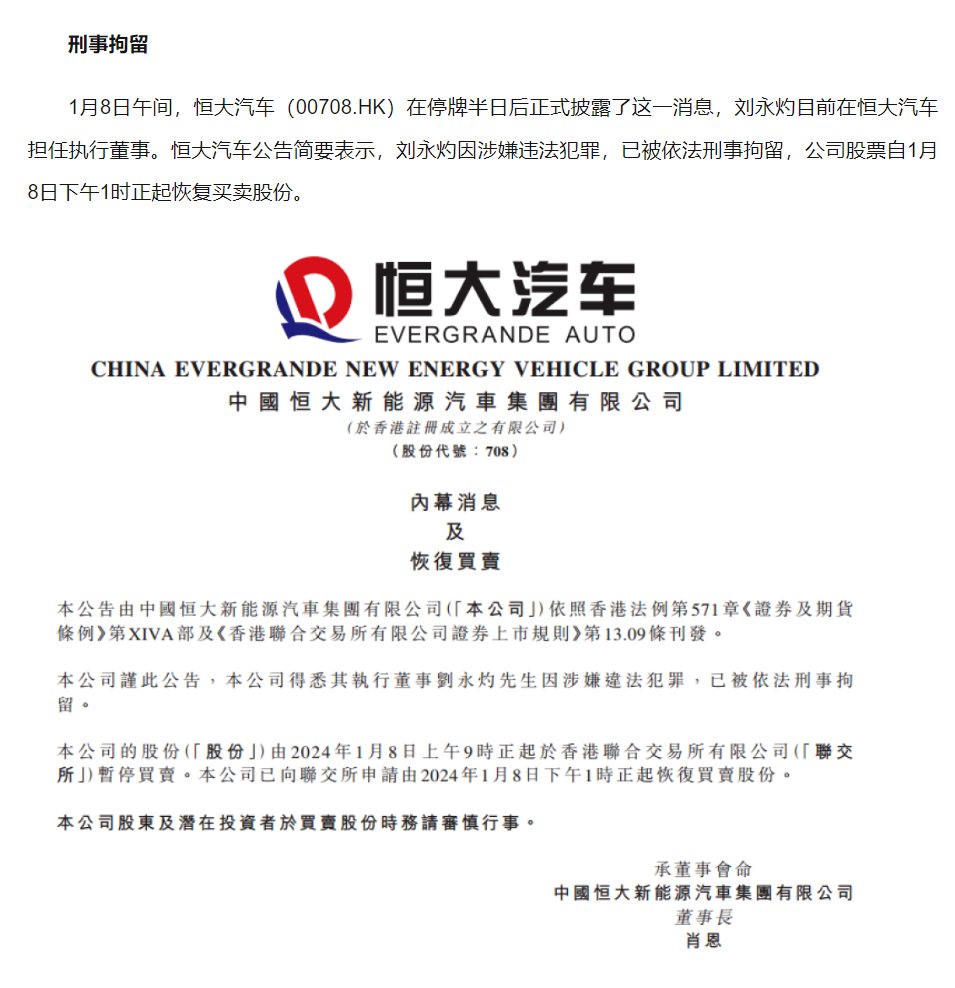 刑事拘留
1月8日午间，恒大汽车（00708.HK）在停牌半日后正式披露了这一消息，刘永灼目前在恒大汽车
担任执行董事。恒大汽车公告简要表示，刘永灼因涉嫌违法犯罪，已被依法刑事拘留，公司股票自1月
8日下午1时正起恢复买卖股份。
恒大汽车
EVERGRANDE AUTO
CHINA EVERGRANDE NEW ENERGY VEHICLE GROUP LIMITED
中國恒大新能源汽車集團有限公司
（於香港註冊成立之有限公司）
（股份代號：708）
內幕消息
及
恢復買賣
本公告由中國恒大新能源汽車集團有限公司(「本公司」)依照香港法例第571章《證券及期貨
條例》第XIVA部及《香港聯合交易所有限公司證券上市規則》第13.09條刊發。
本公司謹此公告，本公司得悉其執行董事劉永灼先生因涉嫌違法犯罪，已被依法刑事拘
留。
本公司的股份(「股份」)由2024年1月8日上午9時正起於香港聯合交易所有限公司(「聯交
所」)暫停買賣。本公司已向聯交所申請由2024年1月8日下午1時正起恢復買賣股份。
本公司股東及潛在投資者於買賣股份時務請審慎行事。
承董事會命
中國恒大新能源汽車集團有限公司
董事長
肖恩